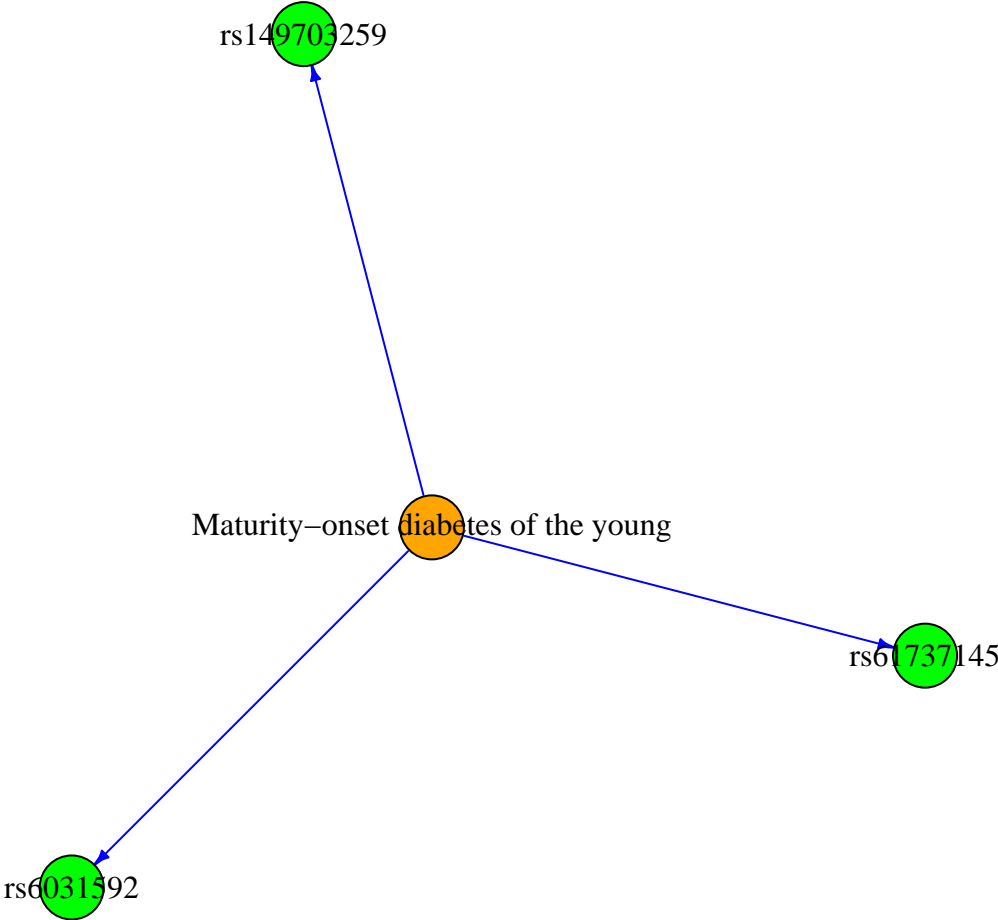 rs149703259
Maturity−onset diabetes of the young
rs61737145
rs6031592